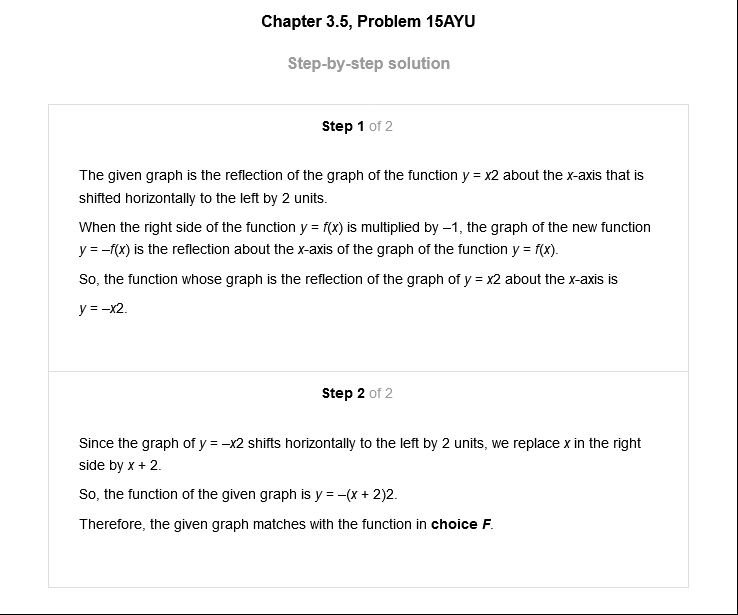 Chapter 3.5, Problem 15AYU
Step-by-step solution
Step 1 of 2
The given graph is the reflection of the graph of the function y = x2 about the x-axis that is
shifted horizontally to the left by 2 units.
When the right side of the function y = f(x) is multiplied by –1, the graph of the new function
y = –f(x) is the reflection about the x-axis of the graph of the function y = f(x).
So, the function whose graph is the reflection of the graph of y = x2 about the x-axis is
y = –x2.
Step 2 of 2
Since the graph of y = –x2 shifts horizontally to the left by 2 units, we replace x in the right
side by x + 2.
So, the function of the given graph is y = –(x + 2)2.
Therefore, the given graph matches with the function in choice F.